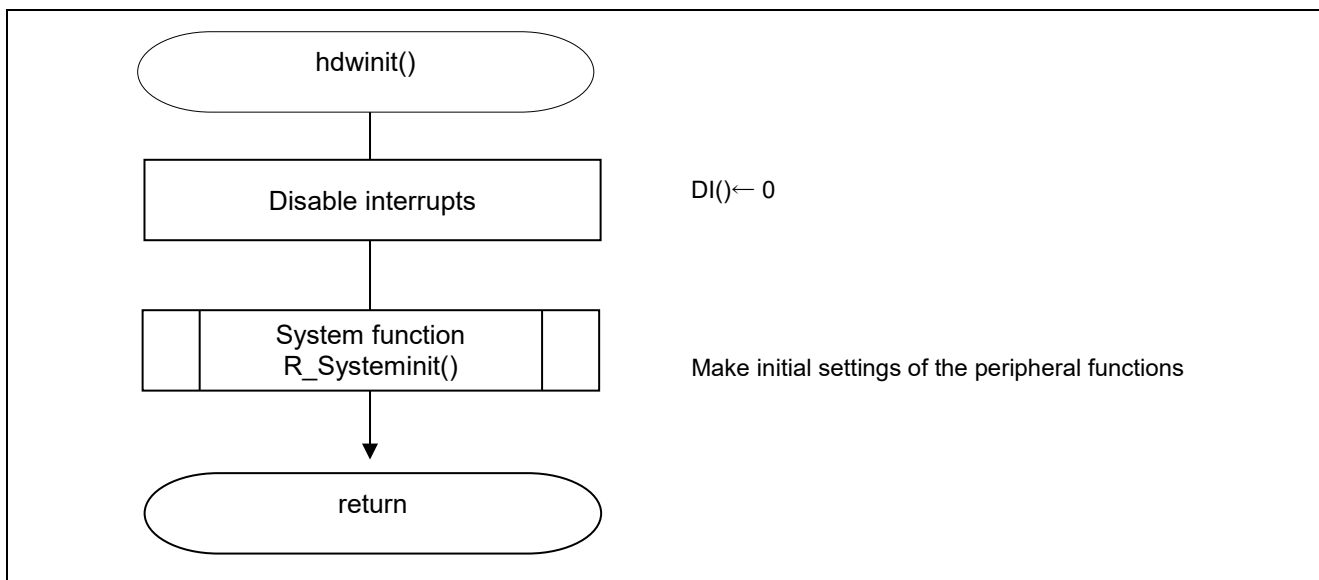 hdwinit()
Disable interrupts
DI()← 0
System function
R_Systeminit()
Make initial settings of the peripheral functions
return